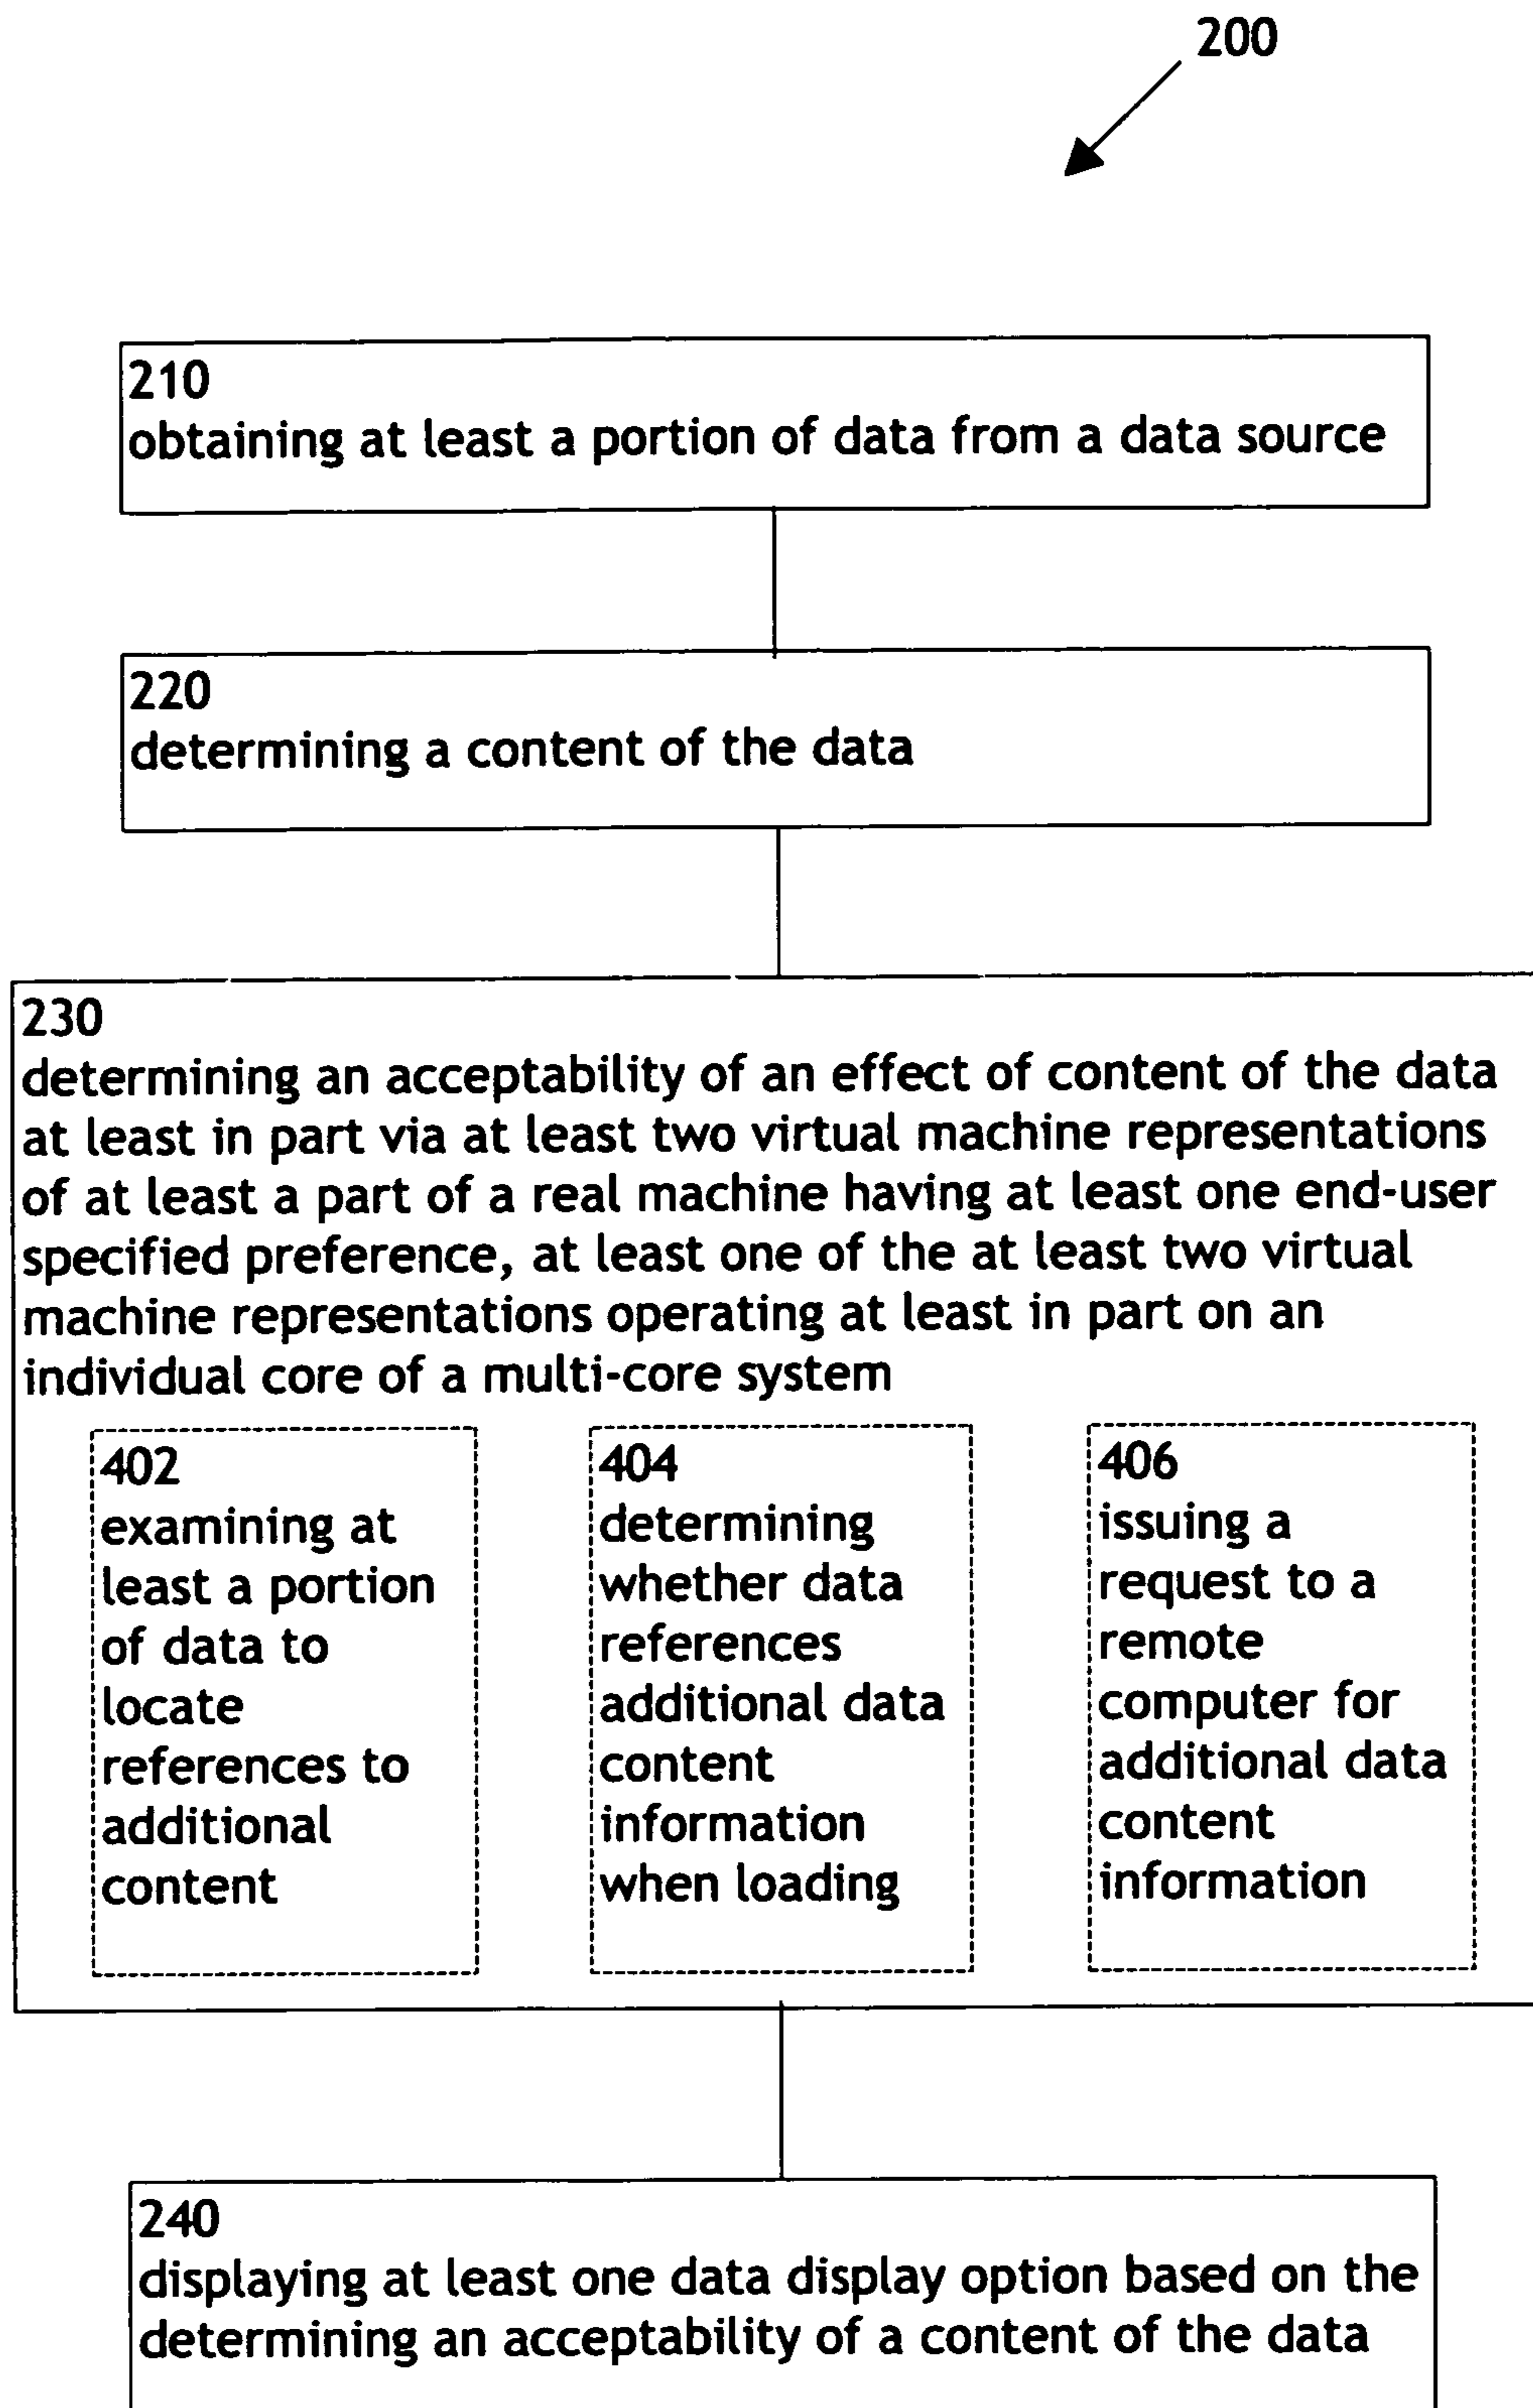 200
210
obtaining at least a portion of data from a data source
220
determining a content of the data
230
determining an acceptability of an effect of content of the data
at least in part via at least two virtual machine representations
of at least a part of a real machine having at least one end-user
specified preference, at least one of the at least two virtual
machine representations operating at least in part on an
individual core of a multi-core system
402
examining at
least a portion
of data to
locate
references to
additional
content
404
determining
whether data
references
additional data
content
information
when loading
406
issuing a
request to a
remote
computer for
additional data
content
information
240
displaying at least one data display option based on the
determining an acceptability of a content of the data